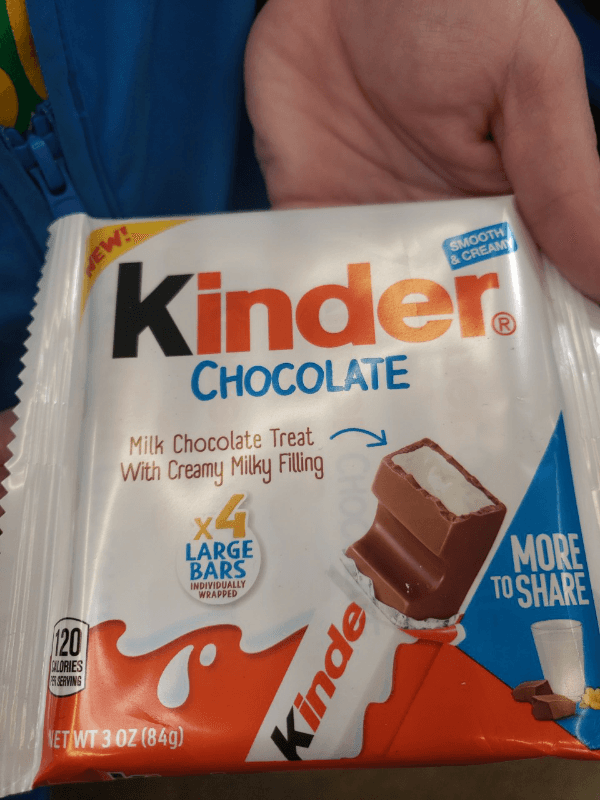 NEW!
SMOOTH
& CREAMY
Kinder®
CHOCOLATE
Milk Chocolate Treat
With Creamy Milky Filling
x4
LARGE
BARS
INDIVIDUALLY
WRAPPED
MORE
TO SHARE
120
CALORIES
PER SERVING
Kinde
NET WT 3 OZ (84g)